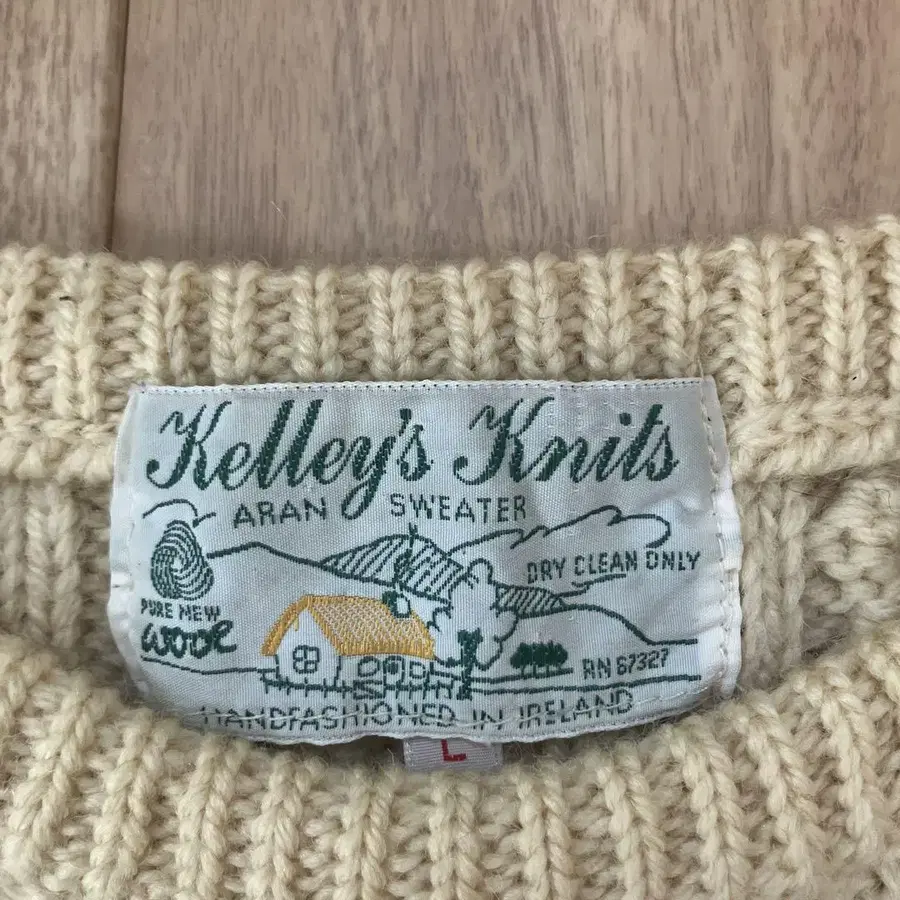 Kelley's Knits
ARAN SWEATER
DRY CLEAN ONLY
PURE NEW
WOOL
RN 67327
HANDFASHIONED IN IRELAND
L